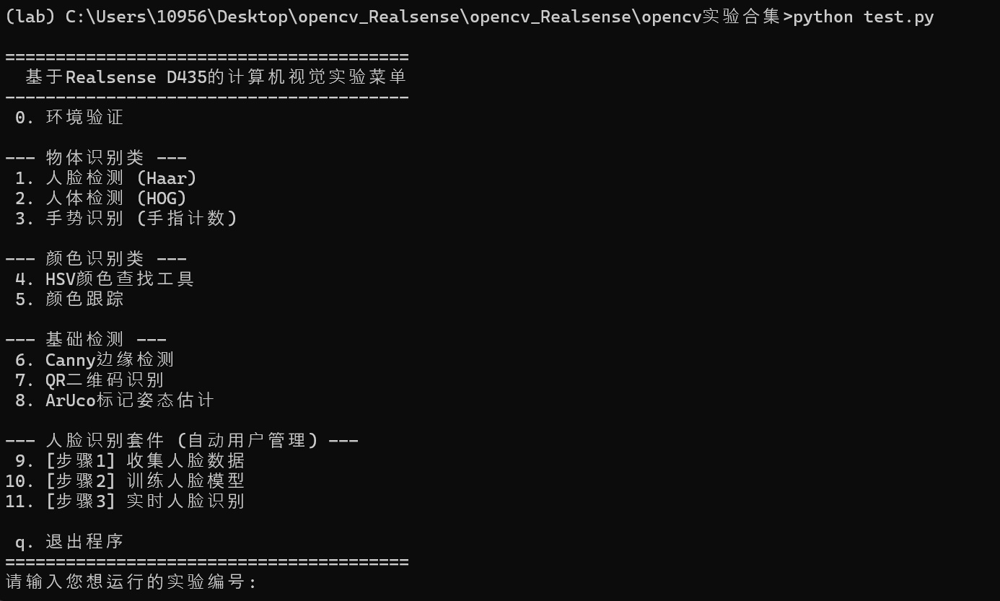 (lab) C:\Users\10956\Desktop\opencv_Realsense\opencv_Realsense\opencv实验合集>python test.py
========================================
  基于Realsense D435的计算机视觉实验菜单
----------------------------------------
 0. 环境验证
--- 物体识别类 ---
 1. 人脸检测 (Haar)
 2. 人体检测 (HOG)
 3. 手势识别 (手指计数)
--- 颜色识别类 ---
 4. HSV颜色查找工具
 5. 颜色跟踪
--- 基础检测 ---
 6. Canny边缘检测
 7. QR二维码识别
 8. ArUco标记姿态估计
--- 人脸识别套件 (自动用户管理) ---
 9. [步骤1] 收集人脸数据
10. [步骤2] 训练人脸模型
11. [步骤3] 实时人脸识别
 q. 退出程序
========================================
请输入您想运行的实验编号: